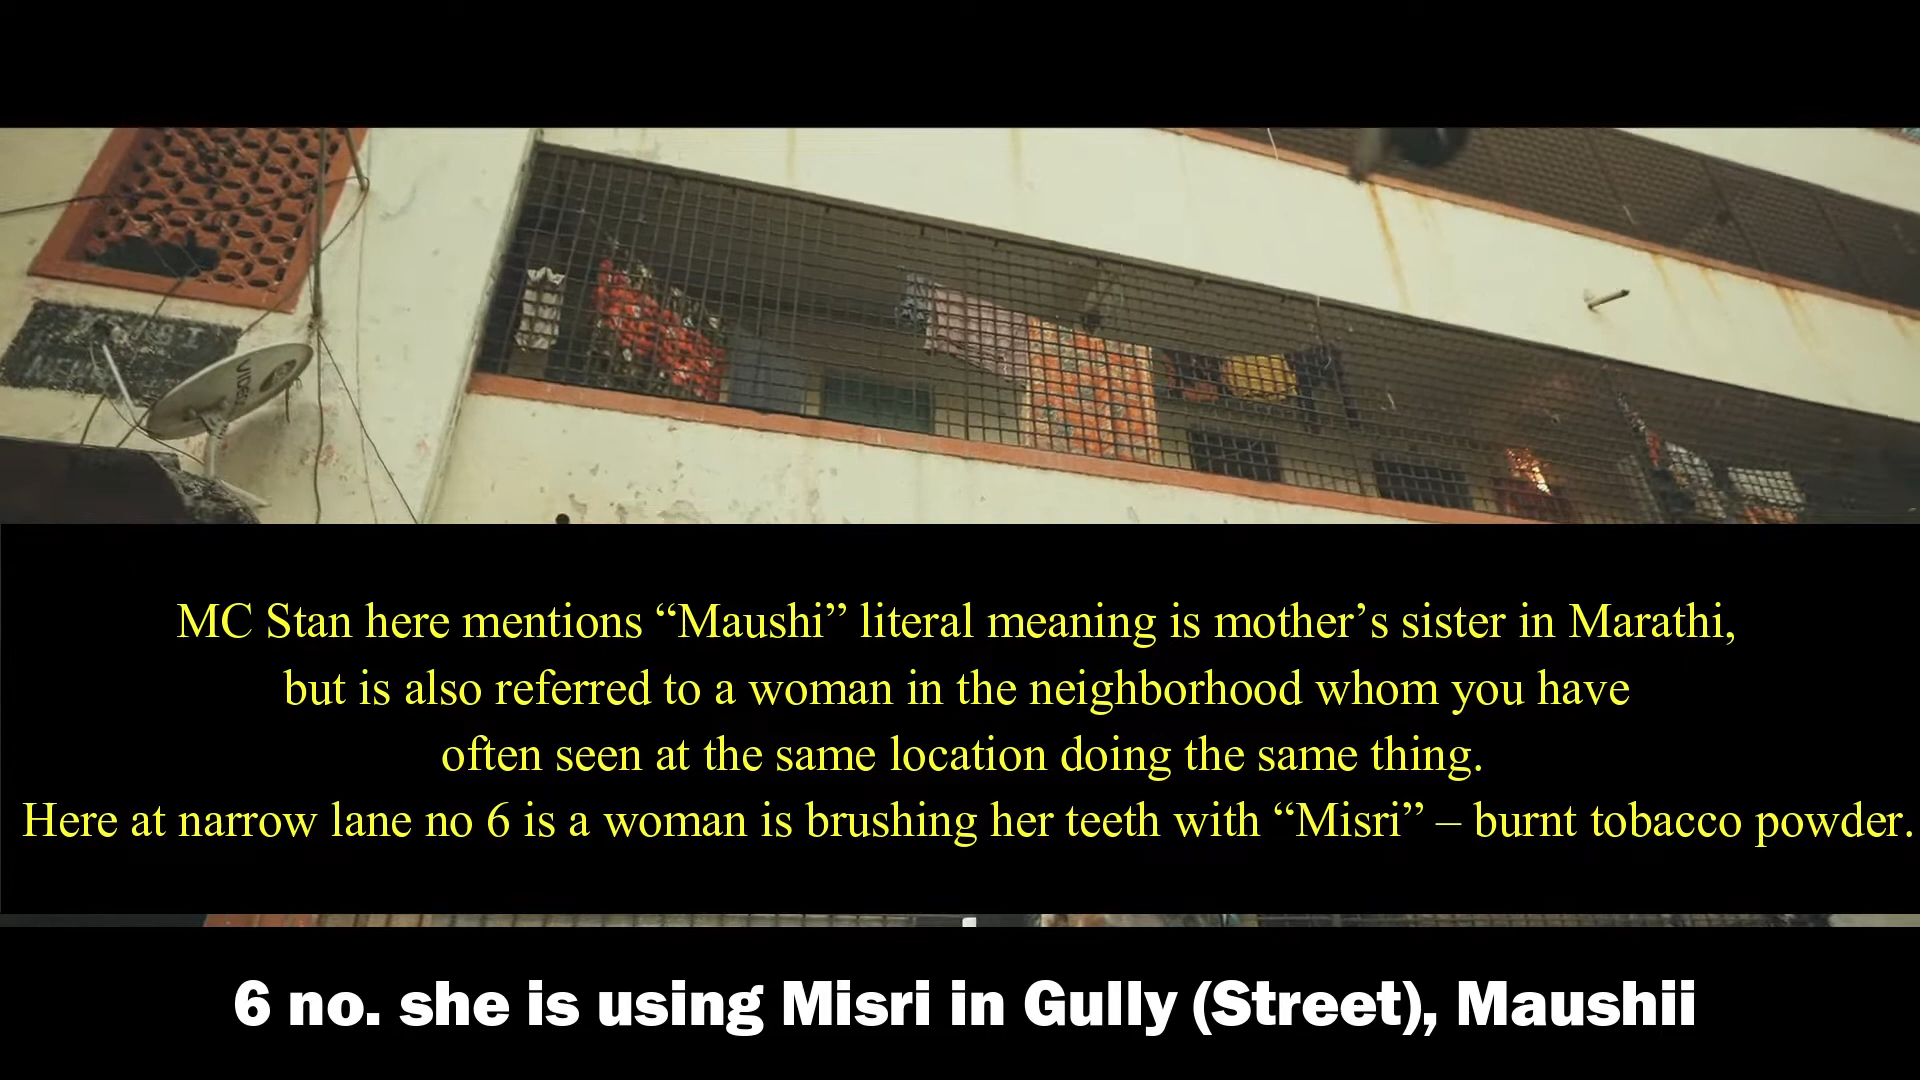 VIDEO
MC Stan here mentions “Maushi” literal meaning is mother’s sister in Marathi,
but is also referred to a woman in the neighborhood whom you have
often seen at the same location doing the same thing.
Here at narrow lane no 6 is a woman is brushing her teeth with “Misri” – burnt tobacco powder.
6 no. she is using Misri in Gully (Street), Maushii